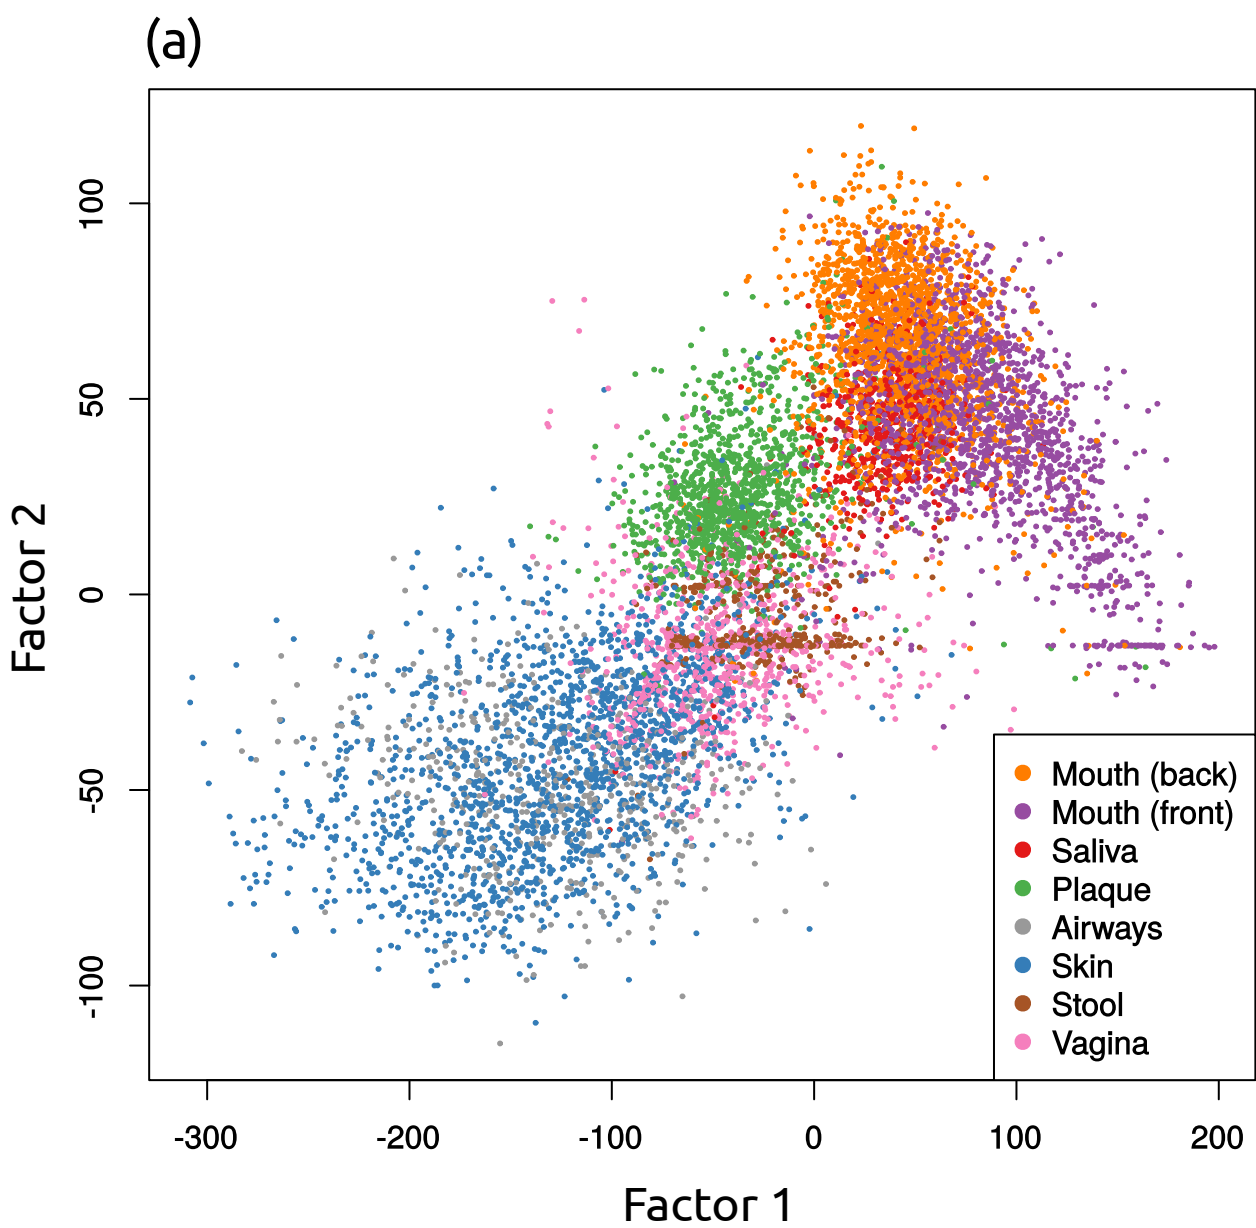 (a)
Factor 2
100
50
0
-50
-100
Mouth (back)
Mouth (front)
Saliva
Plaque
Airways
Skin
Stool
Vagina
-300 -200 -100 0 100 200
Factor 1